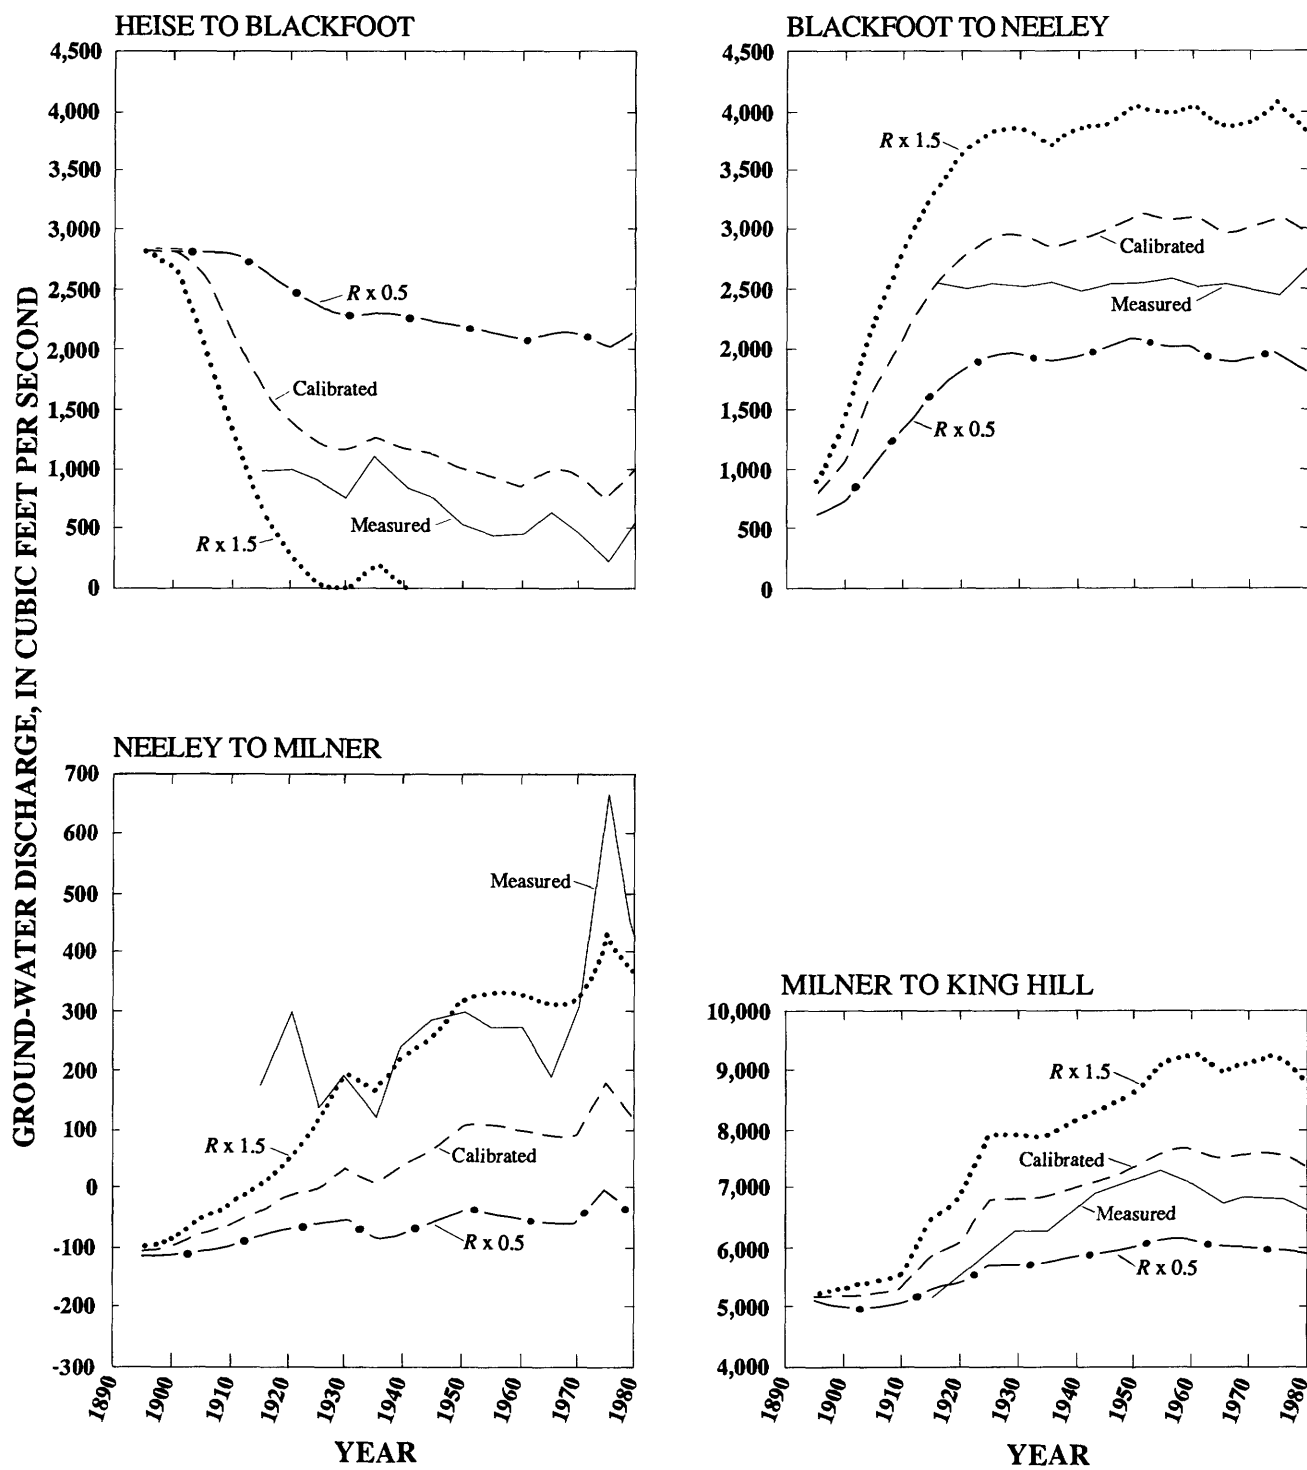 GROUND-WATER DISCHARGE, IN CUBIC FEET PER SECOND
HEISE TO BLACKFOOT
4,500
4,000
3,500
3,000
2,500
2,000
1,500
1,000
500
0
R x 0.5
Calibrated
Measured
R x 1.5
BLACKFOOT TO NEELEY
4,500
4,000
3,500
3,000
2,500
2,000
1,500
1,000
500
0
R x 1.5
Calibrated
Measured
R x 0.5
NEELEY TO MILNER
700
600
500
400
300
200
100
0
-100
-200
-300
Measured
R x 1.5
Calibrated
R x 0.5
1890
1900
1910
1920
1930
1940
1950
1960
1970
1980
YEAR
MILNER TO KING HILL
10,000
9,000
8,000
7,000
6,000
5,000
4,000
R x 1.5
Calibrated
Measured
R x 0.5
1890
1900
1910
1920
1930
1940
1950
1960
1970
1980
YEAR